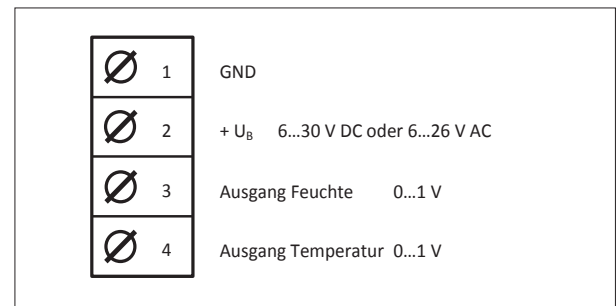 1 GND
2 + UB 6...30 V DC oder 6...26 V AC
3 Ausgang Feuchte 0...1 V
4 Ausgang Temperatur 0...1 V